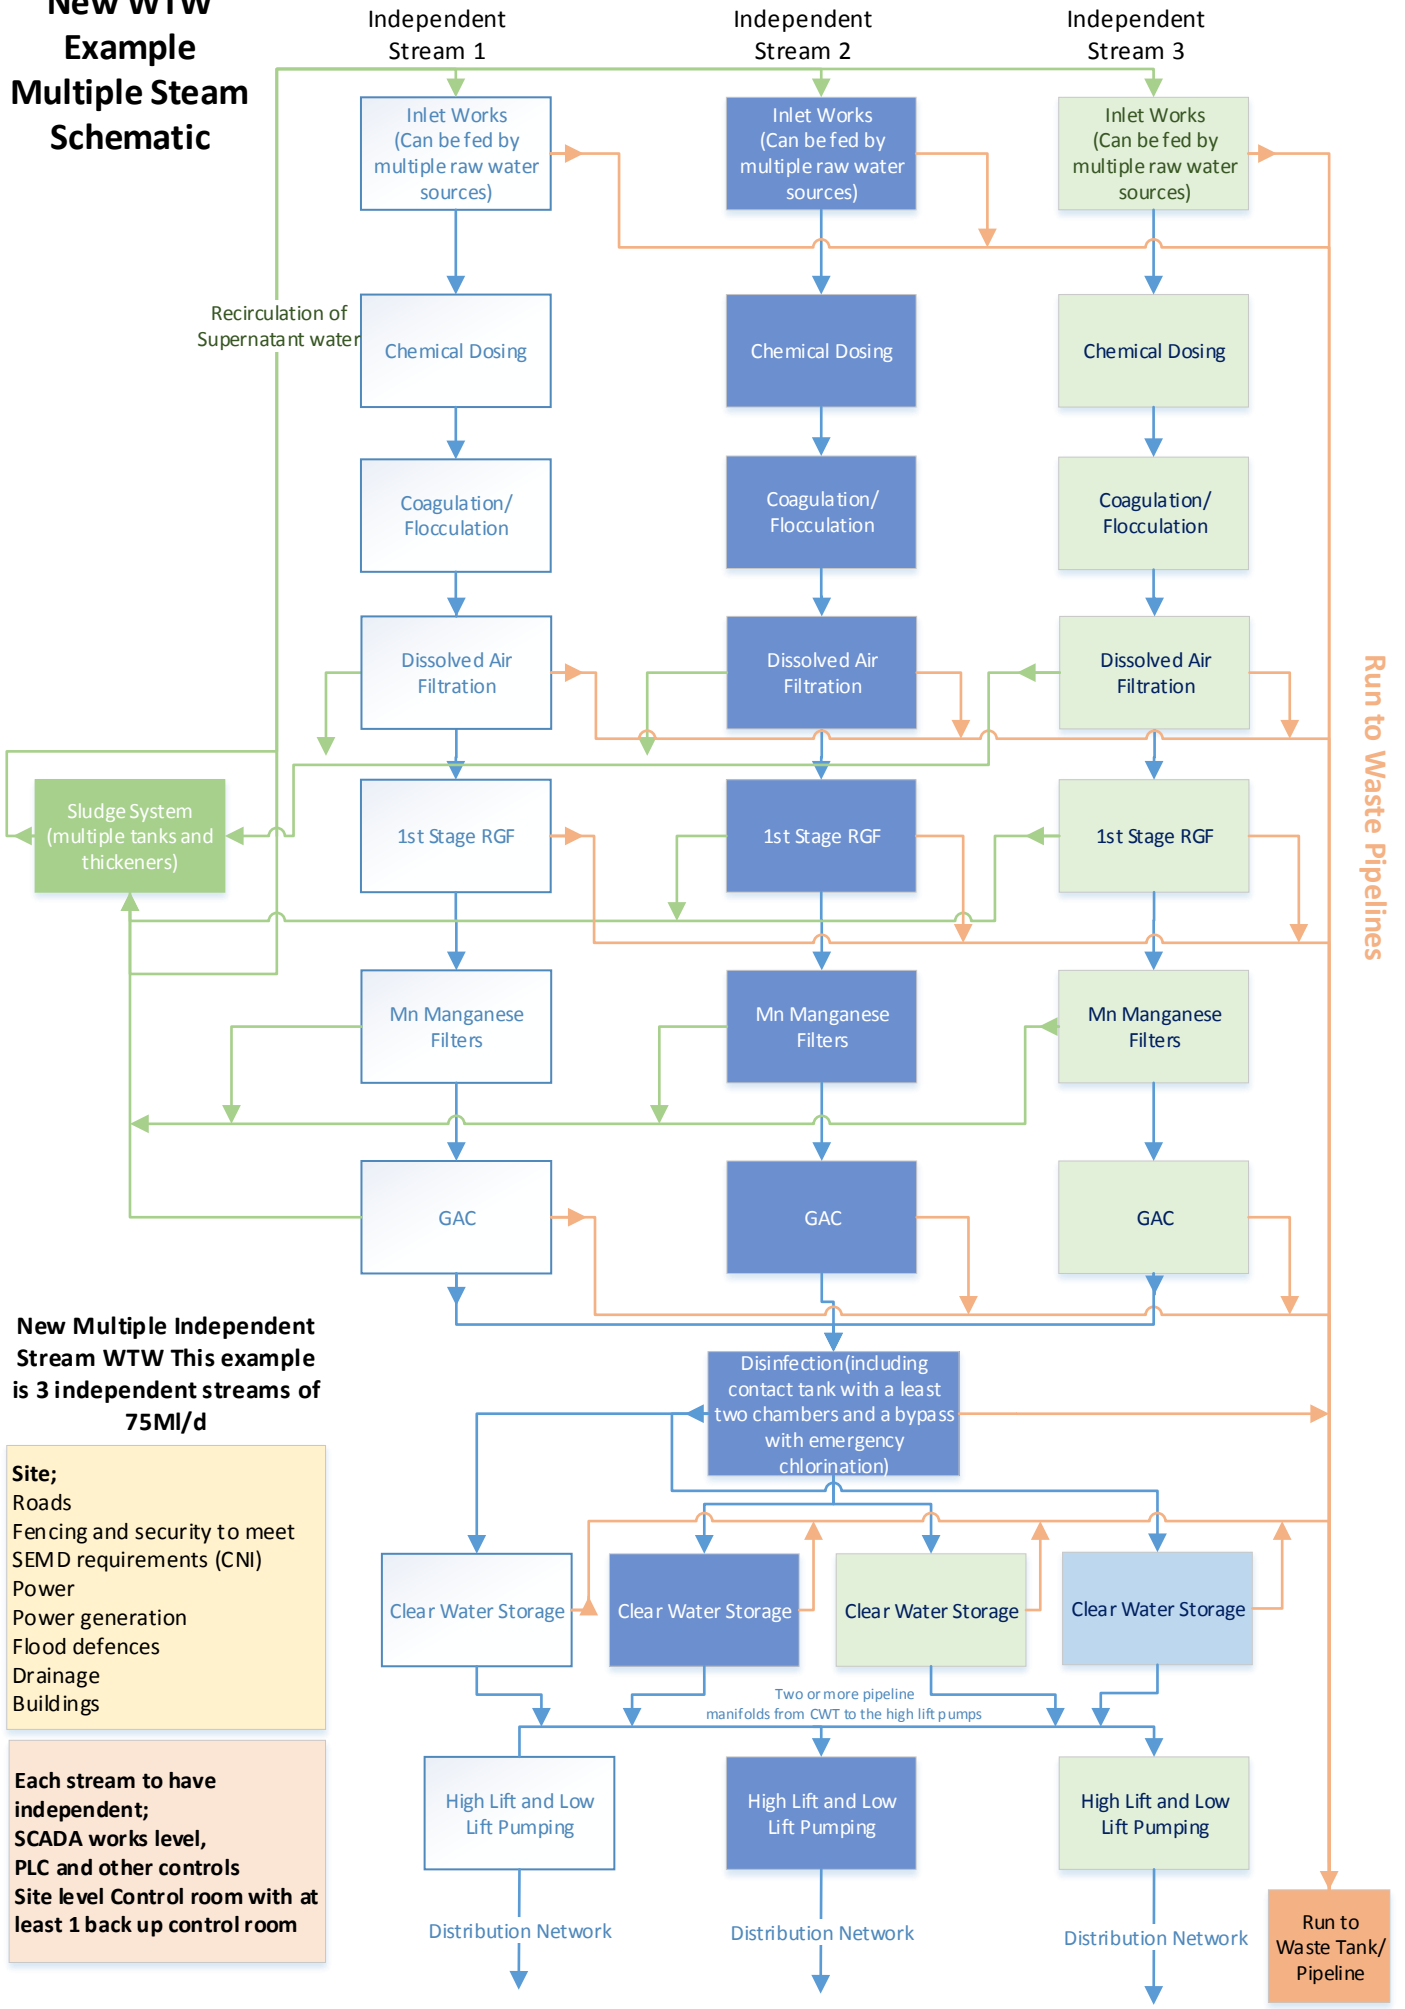 New WTW
Example
Multiple Steam
Schematic
Independent
Stream 1
Independent
Stream 2
Independent
Stream 3
Inlet Works
(Can be fed by
multiple raw water
sources)
Inlet Works
(Can be fed by
multiple raw water
sources)
Inlet Works
(Can be fed by
multiple raw water
sources)
Recirculation of
Supernatant water
Chemical Dosing
Chemical Dosing
Chemical Dosing
Coagulation/
Flocculation
Coagulation/
Flocculation
Coagulation/
Flocculation
Dissolved Air
Filtration
Dissolved Air
Filtration
Dissolved Air
Filtration
Run to Waste Pipelines
Sludge System
(multiple tanks and
thickeners)
1st Stage RGF
1st Stage RGF
1st Stage RGF
Mn Manganese
Filters
Mn Manganese
Filters
Mn Manganese
Filters
GAC
GAC
GAC
New Multiple Independent
Stream WTW This example
is 3 independent streams of
75Ml/d
Disinfection(including
contact tank with a least
two chambers and a bypass
with emergency
chlorination)
Site;
Roads
Fencing and security to meet
SEMD requirements (CNI)
Power
Power generation
Flood defences
Drainage
Buildings
Clear Water Storage
Clear Water Storage
Clear Water Storage
Clear Water Storage
Two or more pipeline
manifolds from CWT to the high lift pumps
Each stream to have
independent;
SCADA works level,
PLC and other controls
Site level Control room with at
least 1 back up control room
High Lift and Low
Lift Pumping
High Lift and Low
Lift Pumping
High Lift and Low
Lift Pumping
Distribution Network
Distribution Network
Distribution Network
Run to
Waste Tank/
Pipeline